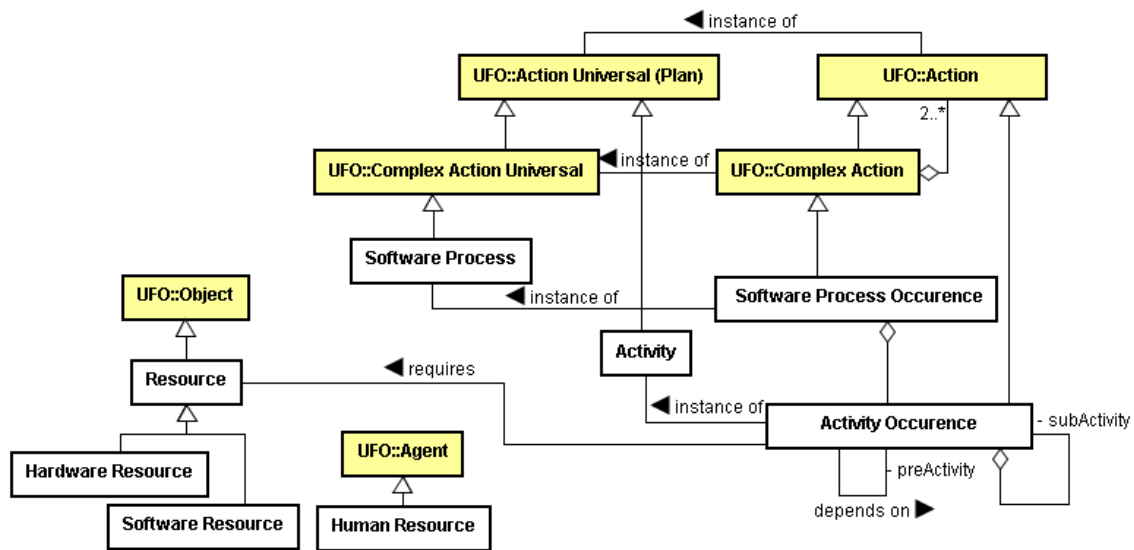 ◀ instance of
UFO::Action Universal (Plan)
UFO::Action
2..*
UFO::Complex Action Universal
◀ instance of
UFO::Complex Action
Software Process
UFO::Object
◀ instance of
Software Process Occurence
Resource
◀ requires
Activity
◀ instance of
Activity Occurence
- subActivity
Hardware Resource
UFO::Agent
- preActivity
Software Resource
Human Resource
depends on ▶